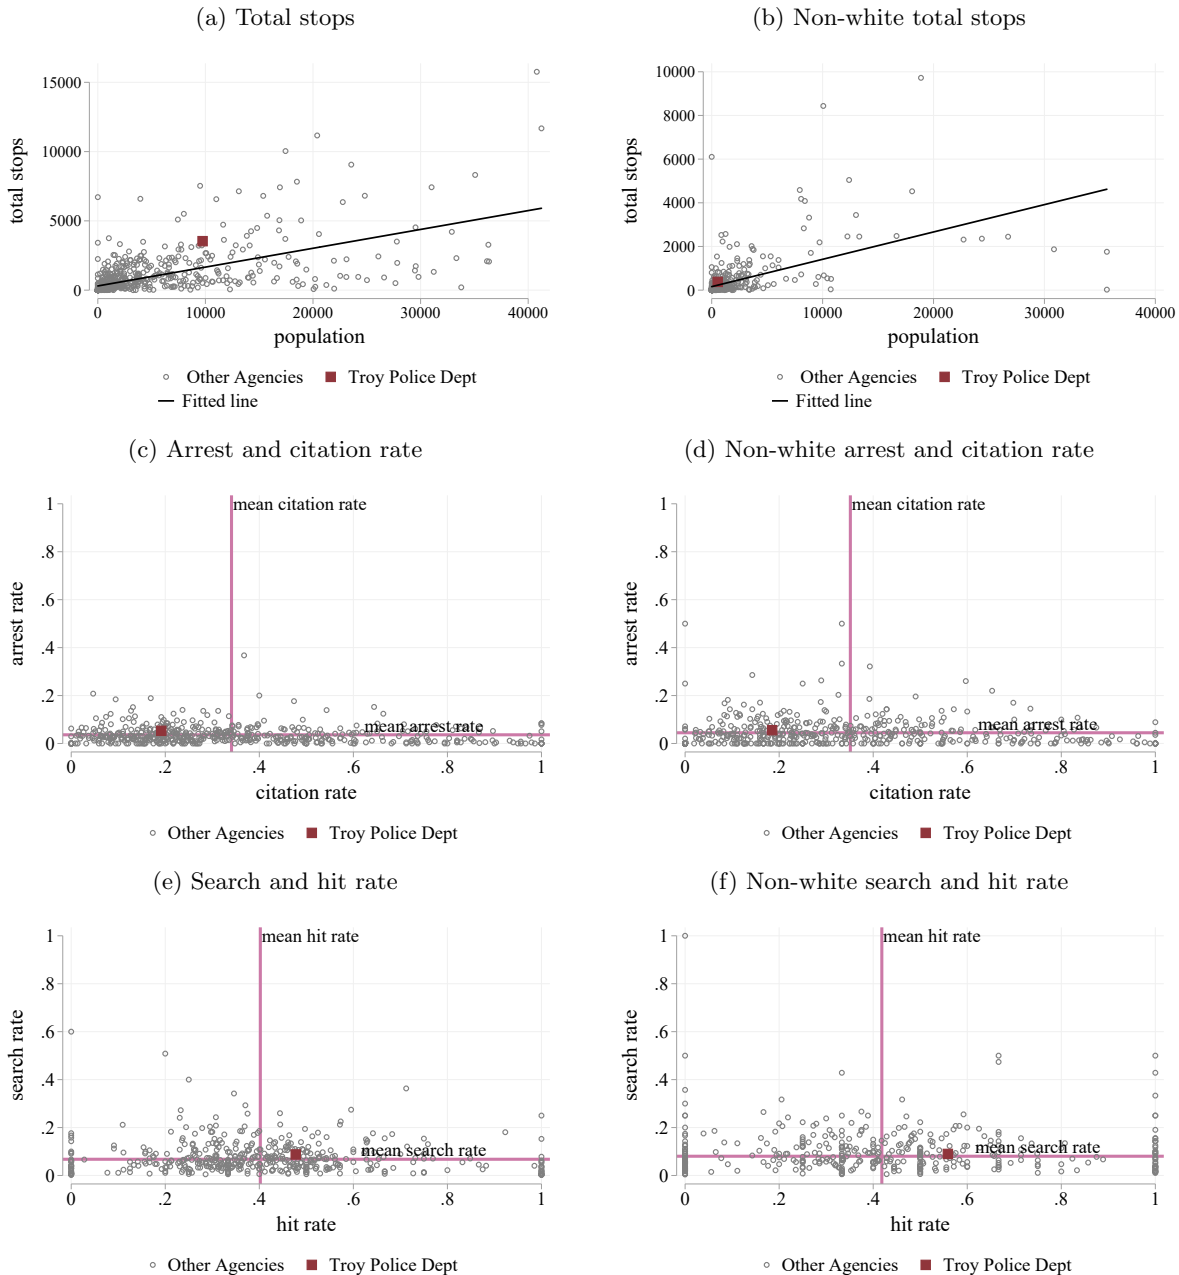 (a) Total stops
(b) Non-white total stops
total stops
15000
10000
5000
0
0 10000 20000 30000 40000
population
Other Agencies Troy Police Dept
Fitted line
total stops
10000
8000
6000
4000
2000
0
0 10000 20000 30000 40000
population
Other Agencies Troy Police Dept
Fitted line
(c) Arrest and citation rate
(d) Non-white arrest and citation rate
arrest rate
1
.8
.6
.4
.2
0
mean citation rate
mean arrest rate
0 .2 .4 .6 .8 1
citation rate
Other Agencies Troy Police Dept
arrest rate
1
.8
.6
.4
.2
0
mean citation rate
mean arrest rate
0 .2 .4 .6 .8 1
citation rate
Other Agencies Troy Police Dept
(e) Search and hit rate
(f) Non-white search and hit rate
search rate
1
.8
.6
.4
.2
0
mean hit rate
mean search rate
0 .2 .4 .6 .8 1
hit rate
Other Agencies Troy Police Dept
search rate
1
.8
.6
.4
.2
0
mean hit rate
mean search rate
0 .2 .4 .6 .8 1
hit rate
Other Agencies Troy Police Dept